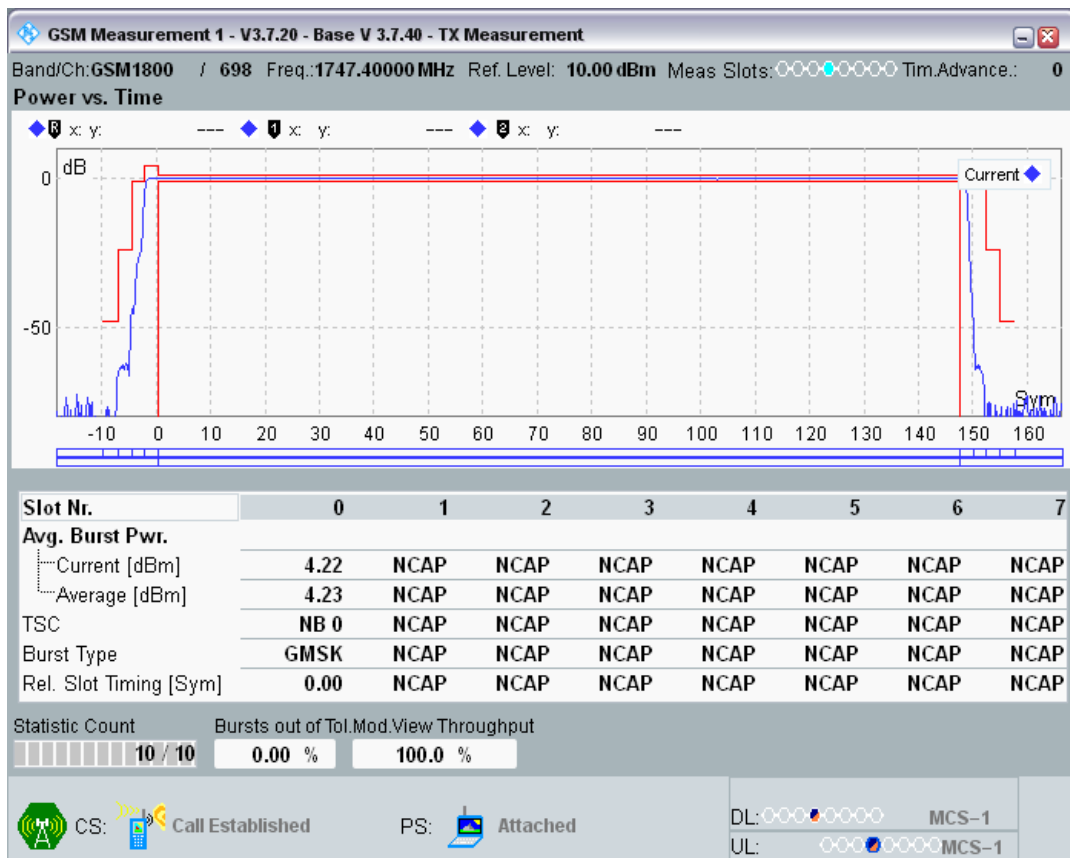 GSM Measurement 1 - V3.7.20 - Base V 3.7.40 - TX Measurement
Band/Ch:GSM1800 / 698 Freq.:1747.40000 MHz Ref. Level: 10.00 dBm Meas Slots: Tim.Advance.: 0
Power vs. Time
R x: y: --- 1 x: y: --- 2 x: y: ---
dB
0
Current
-50
Sym
-10 0 10 20 30 40 50 60 70 80 90 100 110 120 130 140 150 160
Slot Nr. 0 1 2 3 4 5 6 7
Avg. Burst Pwr.
Current [dBm] 4.22 NCAP NCAP NCAP NCAP NCAP NCAP NCAP
Average [dBm] 4.23 NCAP NCAP NCAP NCAP NCAP NCAP NCAP
TSC NB 0 NCAP NCAP NCAP NCAP NCAP NCAP NCAP
Burst Type GMSK NCAP NCAP NCAP NCAP NCAP NCAP NCAP
Rel. Slot Timing [Sym] 0.00 NCAP NCAP NCAP NCAP NCAP NCAP NCAP
Statistic Count Bursts out of Tol.Mod.View Throughput
10 / 10 0.00 % 100.0 %
CS: Call Established PS: Attached
DL: MCS-1
UL: MCS-1